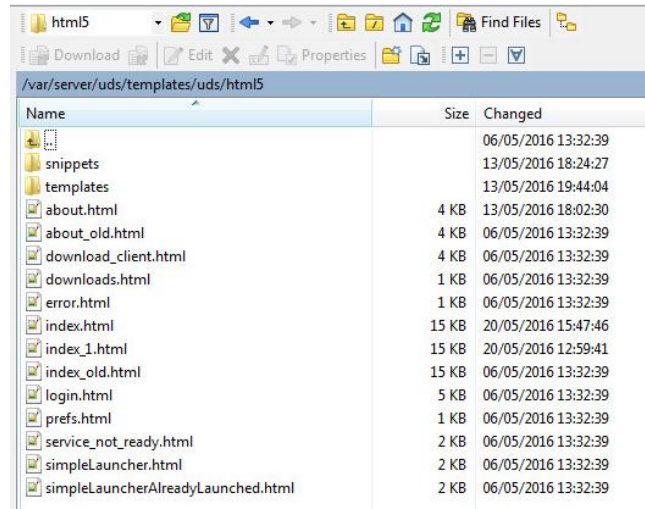 html5 Find Files
Download Edit Properties
/var/server/uds/templates/uds/html5
Name Size Changed
.. 06/05/2016 13:32:39
snippets 13/05/2016 18:24:27
templates 13/05/2016 19:44:04
about.html 4 KB 13/05/2016 18:02:30
about_old.html 4 KB 06/05/2016 13:32:39
download_client.html 4 KB 06/05/2016 13:32:39
downloads.html 1 KB 06/05/2016 13:32:39
error.html 1 KB 06/05/2016 13:32:39
index.html 15 KB 20/05/2016 15:47:46
index_1.html 15 KB 20/05/2016 12:59:41
index_old.html 15 KB 06/05/2016 13:32:39
login.html 5 KB 06/05/2016 13:32:39
prefs.html 1 KB 06/05/2016 13:32:39
service_not_ready.html 2 KB 06/05/2016 13:32:39
simpleLauncher.html 2 KB 06/05/2016 13:32:39
simpleLauncherAlreadyLaunched.html 2 KB 06/05/2016 13:32:39